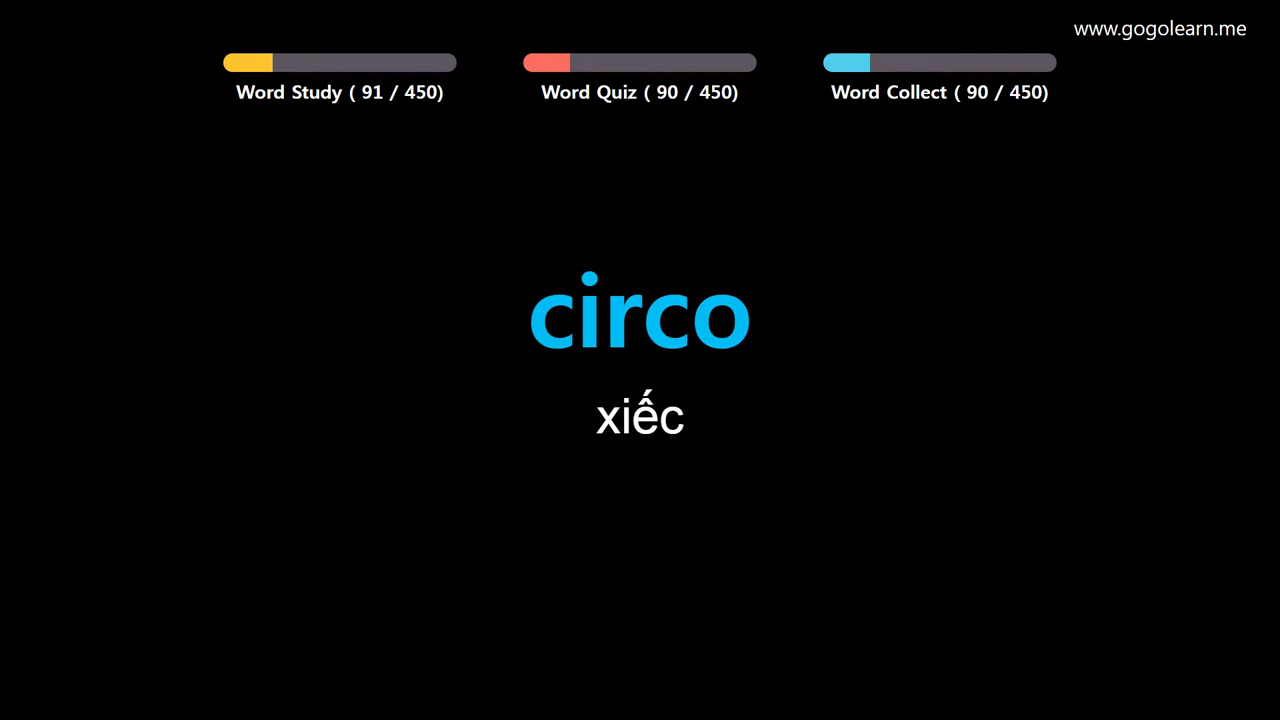 www.gogolearn.me
Word Study ( 91 / 450)
Word Quiz ( 90 / 450)
Word Collect ( 90 / 450)
circo
xiếc